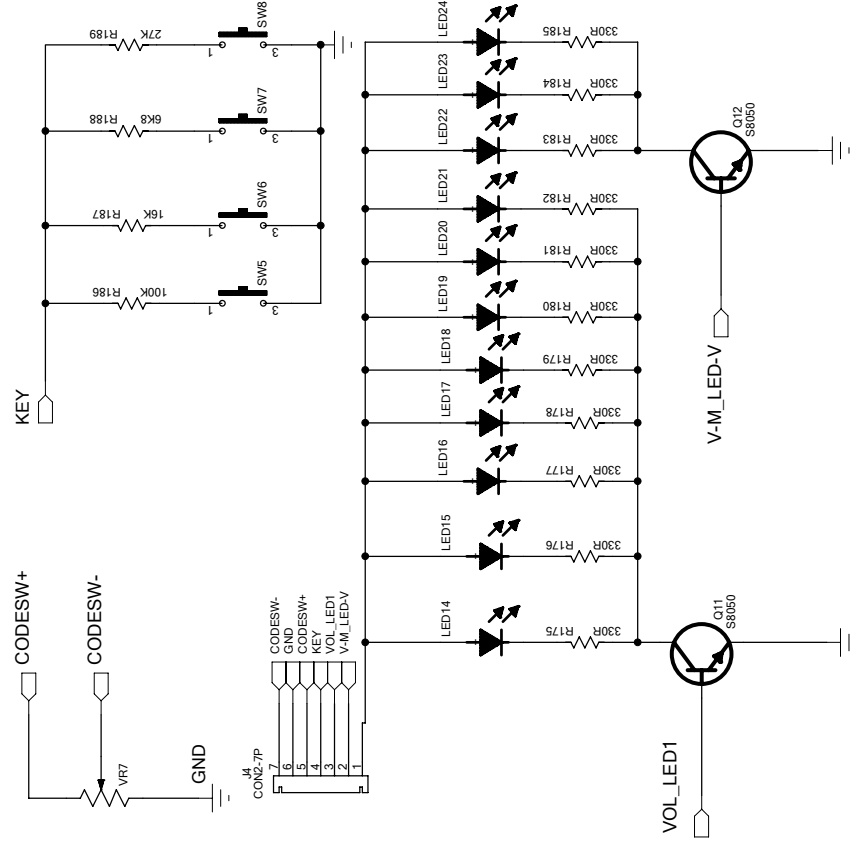 CODESW+
CODESW-
VR7
GND
KEY
R189
27K
1
3
SW8
R188
6K8
1
3
SW7
R187
16K
1
3
SW6
R186
100K
1
3
SW5
J4
CON2-7P
7
6
5
4
3
2
1
CODESW-
GND
CODESW+
KEY
VOL_LED1
V-M_LED-V
LED24
R185
330R
LED23
R184
330R
LED22
R183
330R
LED21
R182
330R
LED20
R181
330R
LED19
R180
330R
LED18
R179
330R
LED17
R178
330R
LED16
R177
330R
LED15
R176
330R
LED14
R175
330R
Q12
S8050
V-M_LED-V
Q11
S8050
VOL_LED1